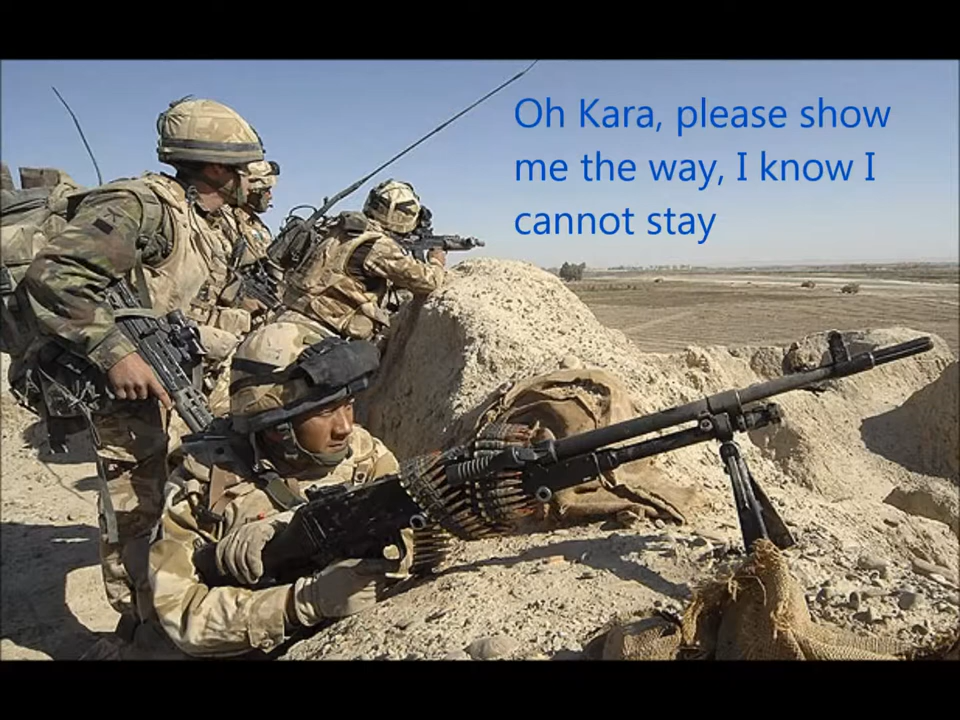 Oh Kara, please show
me the way, I know I
cannot stay